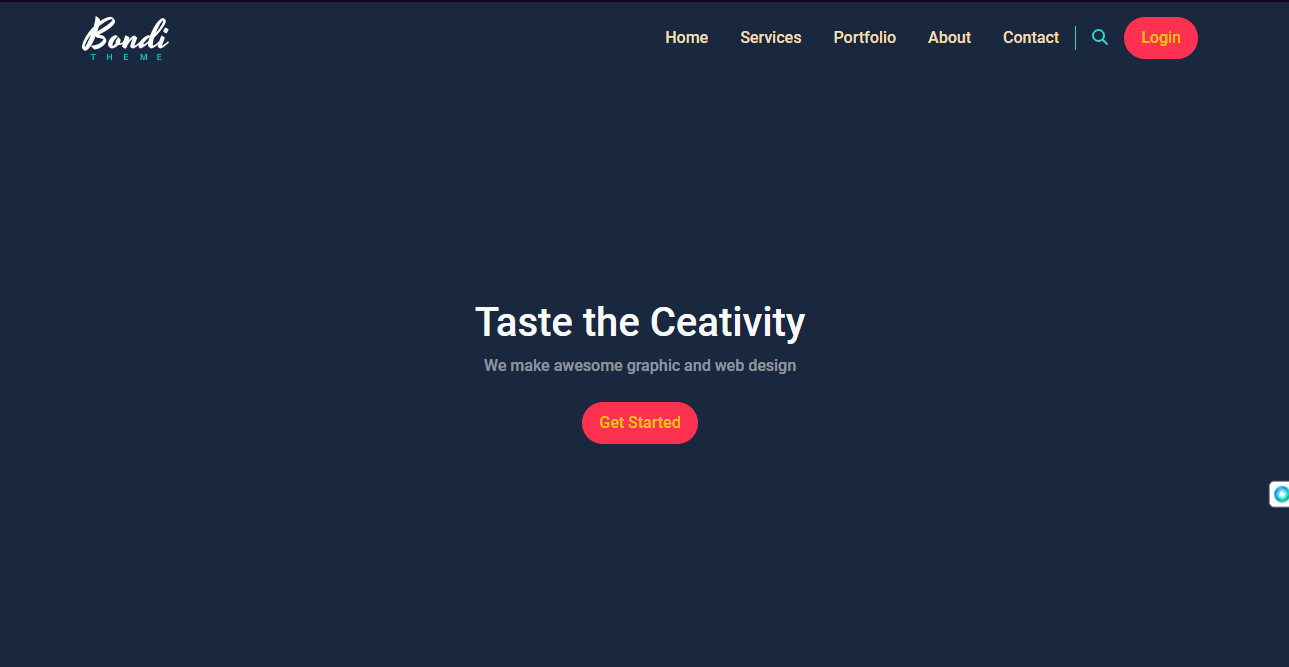 Bondi
THEME
Home Services Portfolio About Contact Login
Taste the Ceativity
We make awesome graphic and web design
Get Started